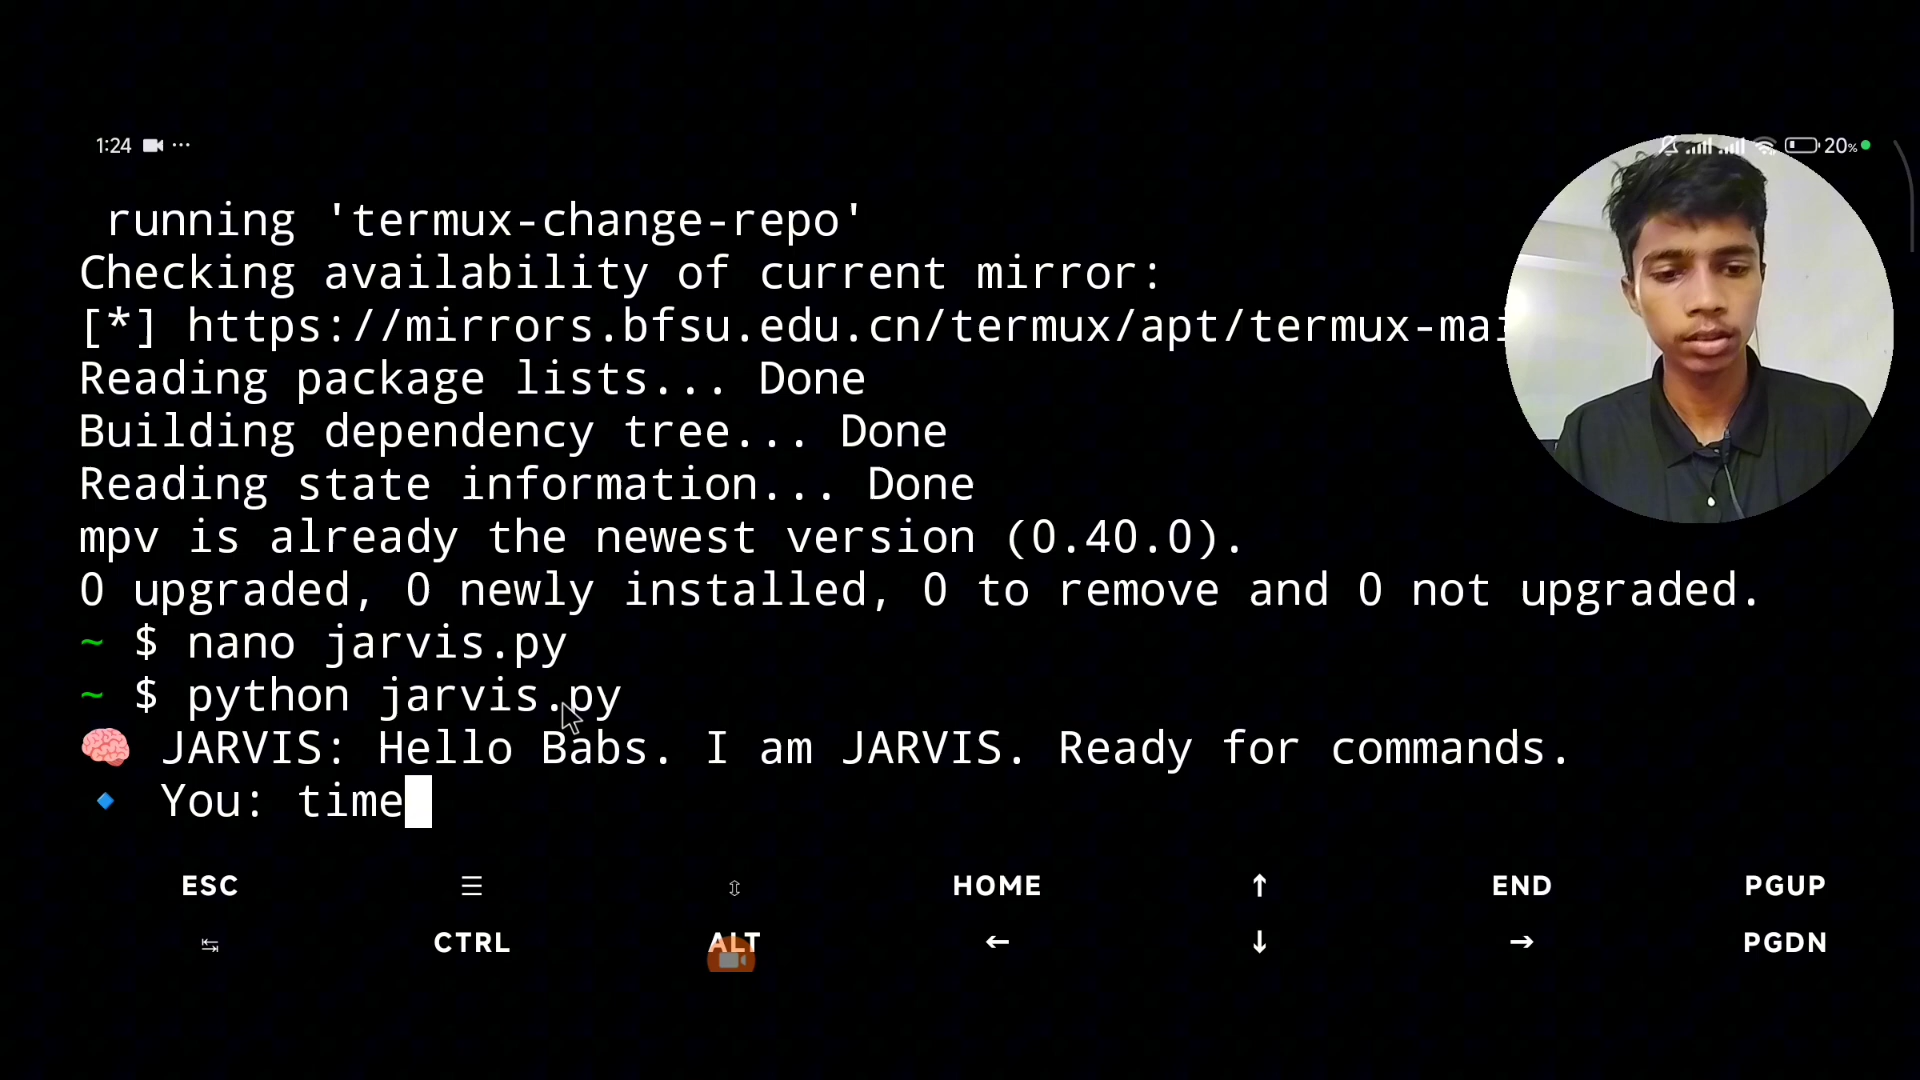 1:24 ...
20%
running 'termux-change-repo'
Checking availability of current mirror:
[*] https://mirrors.bfsu.edu.cn/termux/apt/termux-mai
Reading package lists... Done
Building dependency tree... Done
Reading state information... Done
mpv is already the newest version (0.40.0).
0 upgraded, 0 newly installed, 0 to remove and 0 not upgraded.
~ $ nano jarvis.py
~ $ python jarvis.py
🧠 JARVIS: Hello Babs. I am JARVIS. Ready for commands.
🔹 You: time
ESC ☰ ⇳ HOME ↑ END PGUP
↹ CTRL ALT ← ↓ → PGDN